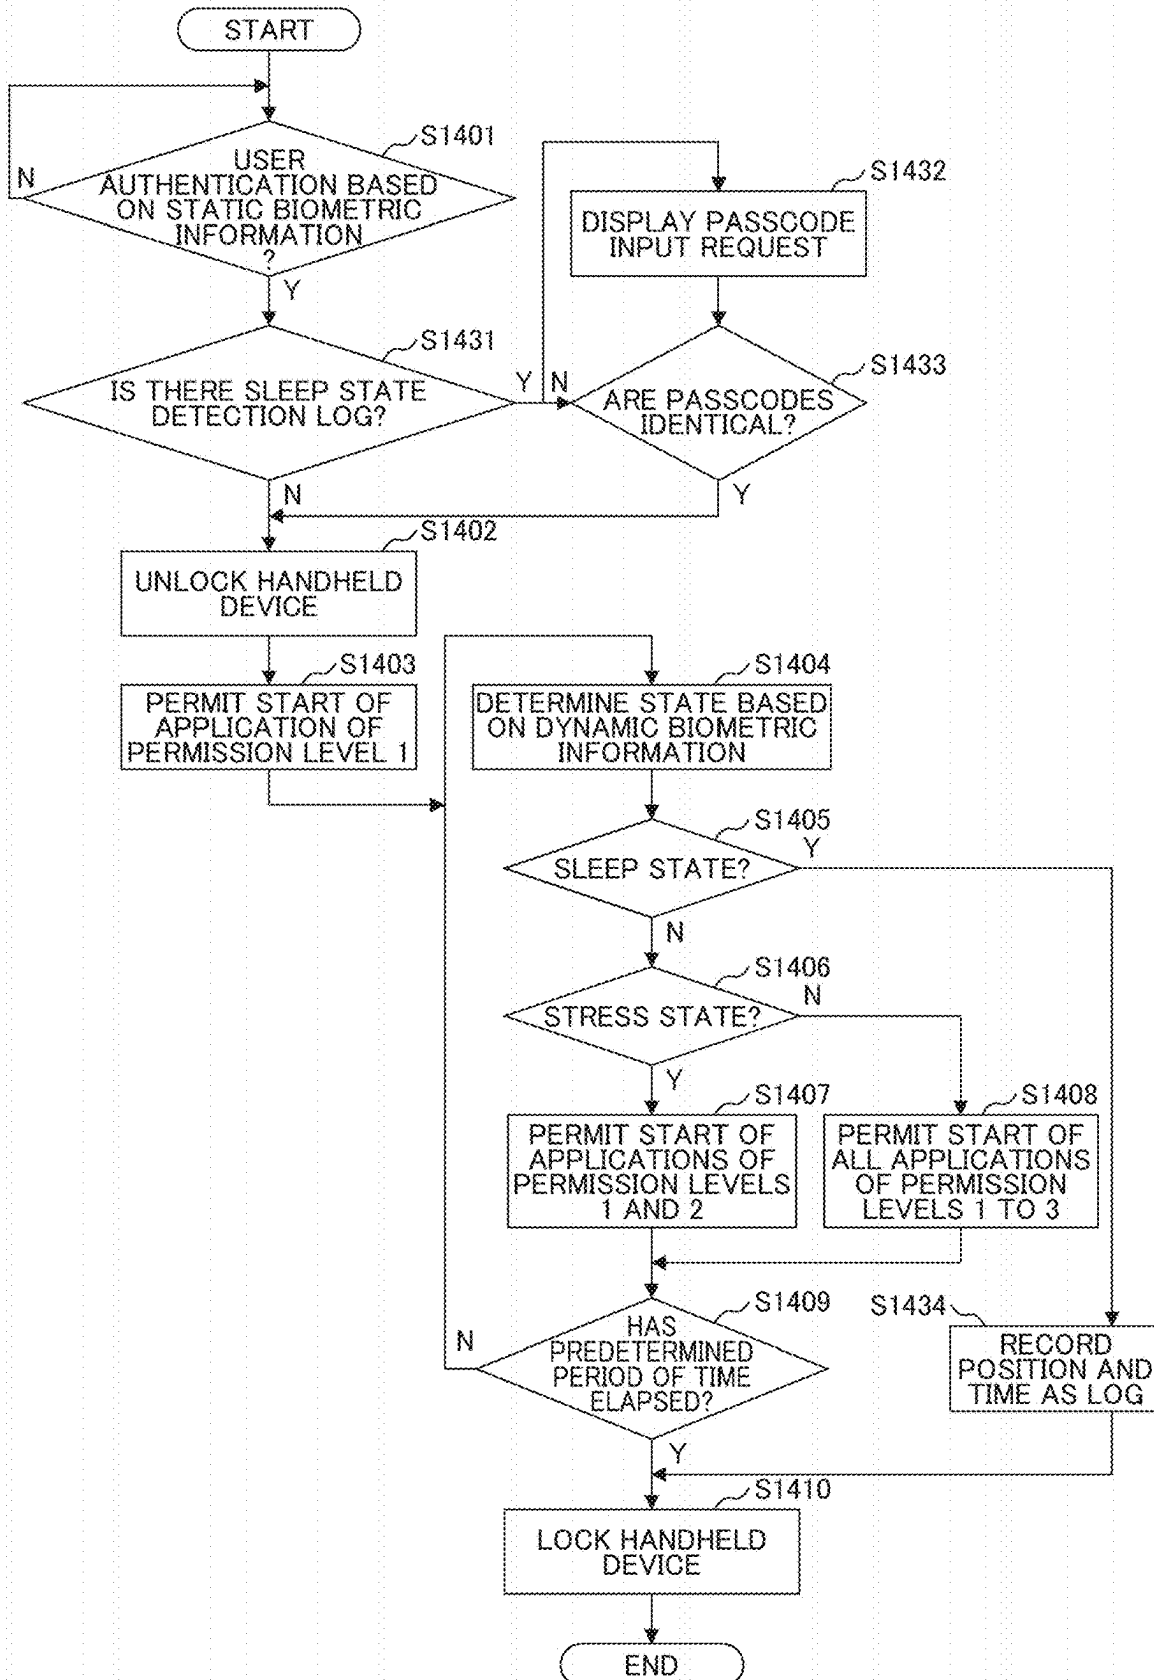 START
S1401
N
USER
AUTHENTICATION BASED
ON STATIC BIOMETRIC
INFORMATION
?
Y
S1432
DISPLAY PASSCODE
INPUT REQUEST
S1431
IS THERE SLEEP STATE
DETECTION LOG?
Y
N
N
S1433
ARE PASSCODES
IDENTICAL?
Y
S1402
UNLOCK HANDHELD
DEVICE
S1403
PERMIT START OF
APPLICATION OF
PERMISSION LEVEL 1
S1404
DETERMINE STATE BASED
ON DYNAMIC BIOMETRIC
INFORMATION
S1405
SLEEP STATE?
Y
N
S1406
STRESS STATE?
N
Y
S1407
PERMIT START OF
APPLICATIONS OF
PERMISSION LEVELS
1 AND 2
S1408
PERMIT START OF
ALL APPLICATIONS
OF PERMISSION
LEVELS 1 TO 3
S1409
N
HAS
PREDETERMINED
PERIOD OF TIME
ELAPSED?
Y
S1434
RECORD
POSITION AND
TIME AS LOG
S1410
LOCK HANDHELD
DEVICE
END